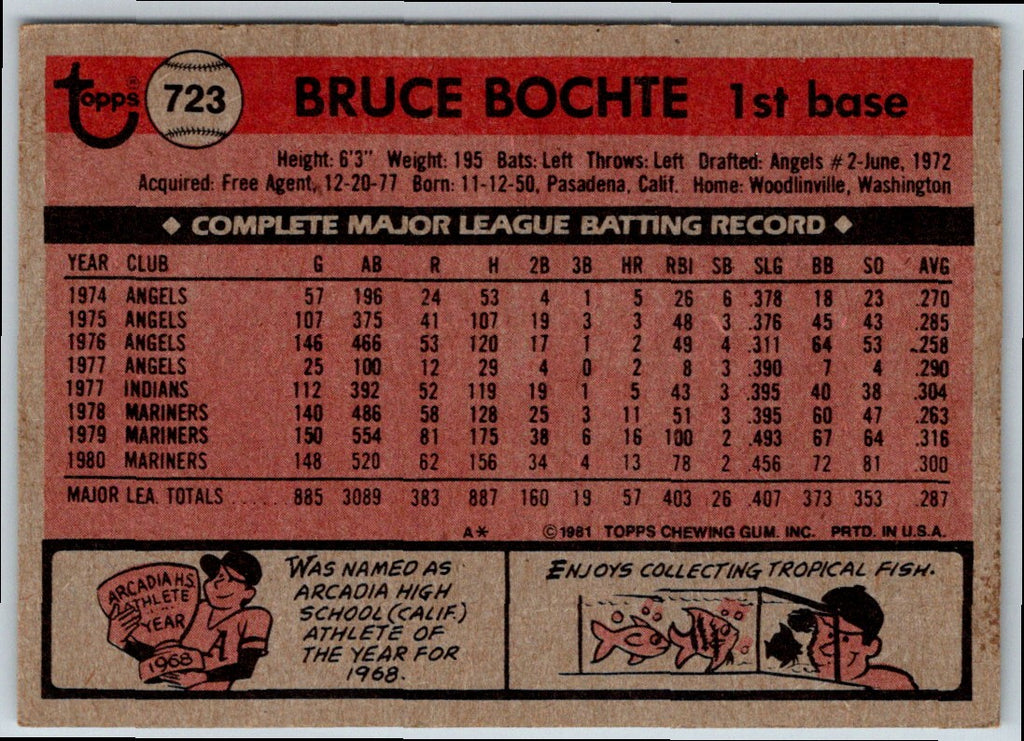 Topps® 723 BRUCE BOCHTE 1st base
Height: 6'3" Weight: 195 Bats: Left Throws: Left Drafted: Angels #2-June, 1972
Acquired: Free Agent, 12-20-77 Born: 11-12-50, Pasadena, Calif. Home: Woodlinville, Washington
◆ COMPLETE MAJOR LEAGUE BATTING RECORD ◆
YEAR CLUB G AB R H 2B 3B HR RBI SB SLG BB SO AVG
1974 ANGELS 57 196 24 53 4 1 5 26 6 .378 18 23 .270
1975 ANGELS 107 375 41 107 19 3 3 48 3 .376 45 43 .285
1976 ANGELS 146 466 53 120 17 1 2 49 4 .311 64 53 .258
1977 ANGELS 25 100 12 29 4 0 2 8 3 .390 7 4 .290
1977 INDIANS 112 392 52 119 19 1 5 43 3 .395 40 38 .304
1978 MARINERS 140 486 58 128 25 3 11 51 3 .395 60 47 .263
1979 MARINERS 150 554 81 175 38 6 16 100 2 .493 67 64 .316
1980 MARINERS 148 520 62 156 34 4 13 78 2 .456 72 81 .300
MAJOR LEA. TOTALS ..... 885 3089 383 887 160 19 57 403 26 .407 373 353 .287
A* ©1981 TOPPS CHEWING GUM. INC. PRTD. IN U.S.A.
ARCADIA H.S.
ATHLETE
YEAR
1968
A
WAS NAMED AS
ARCADIA HIGH
SCHOOL (CALIF.)
ATHLETE OF
THE YEAR FOR
1968.
ENJOYS COLLECTING TROPICAL FISH.